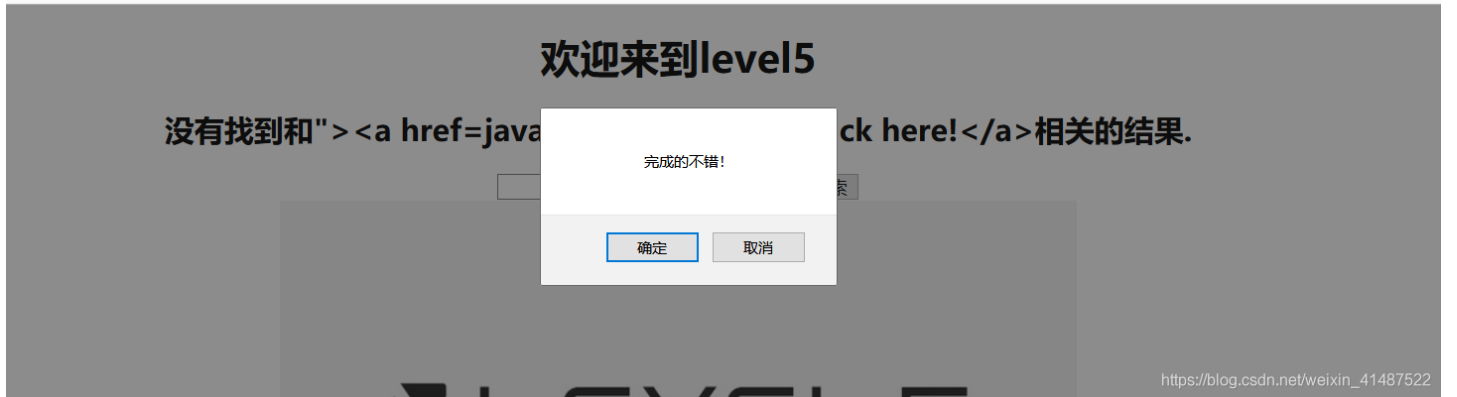 欢迎来到level5
没有找到和"><a href=java ck here!</a>相关的结果.
完成的不错！
索
确定 取消
https://blog.csdn.net/weixin_41487522